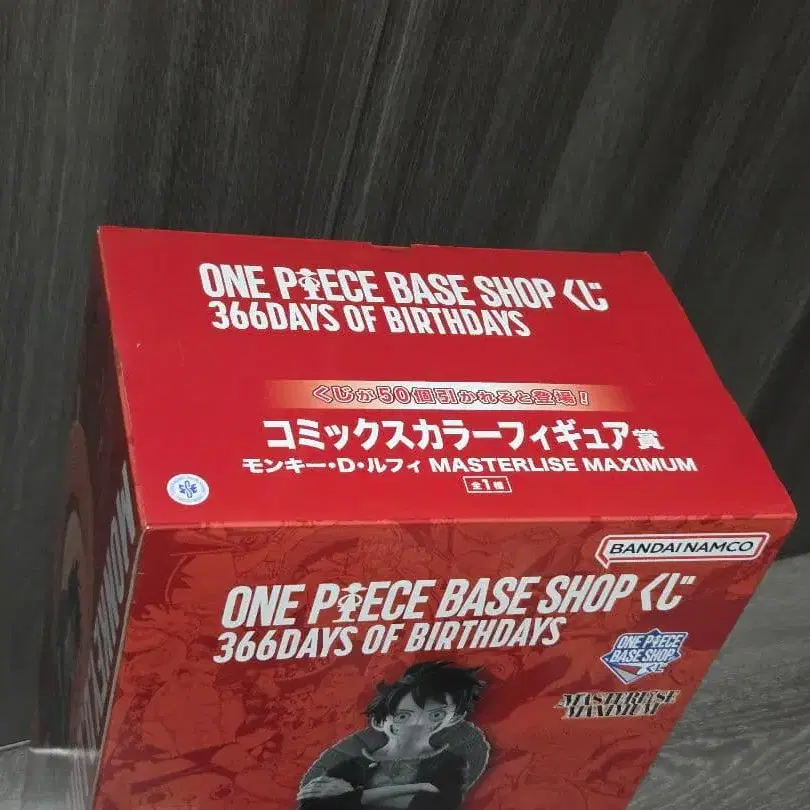 ONE PIECE BASE SHOP くじ
366DAYS OF BIRTHDAYS
くじが50個引かれると登場!
コミックスカラーフィギュア賞
モンキー・D・ルフィ MASTERLISE MAXIMUM
全1種
BANDAI NAMCO
ONE PIECE BASE SHOP くじ
366DAYS OF BIRTHDAYS
ONE PIECE
BASE SHOP
MASTERLISE
MAXIMUM